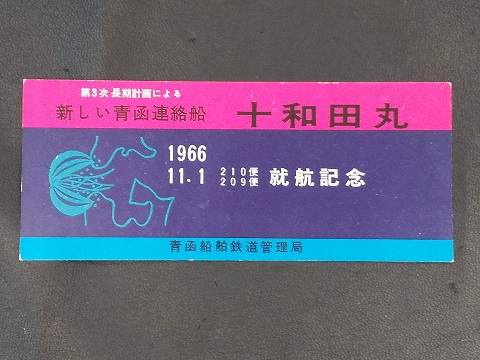 第3次長期計画による
新しい青函連絡船 十和田丸
1966
11.1 210便 209便 就航記念
青函船舶鉄道管理局